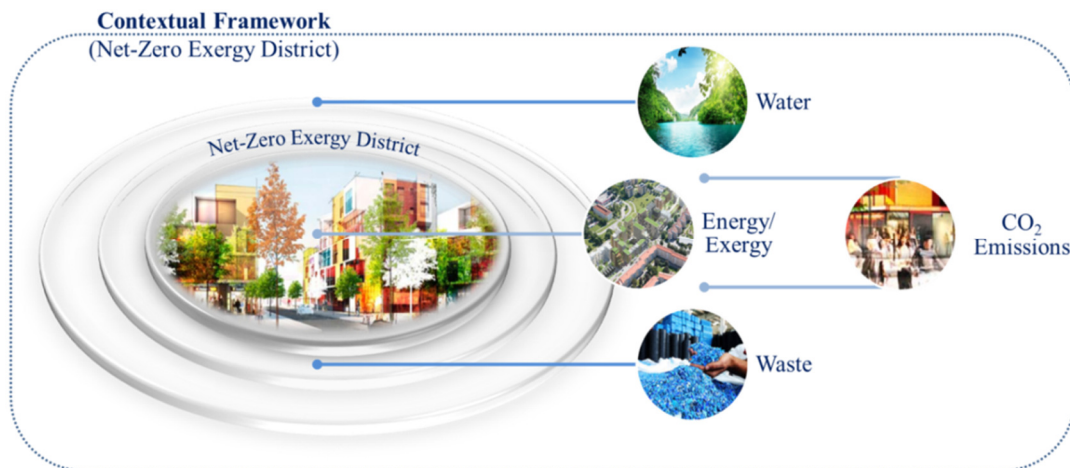 Contextual Framework
(Net-Zero Exergy District)
Net-Zero Exergy District
Water
Energy/
Exergy
CO₂
Emissions
Waste